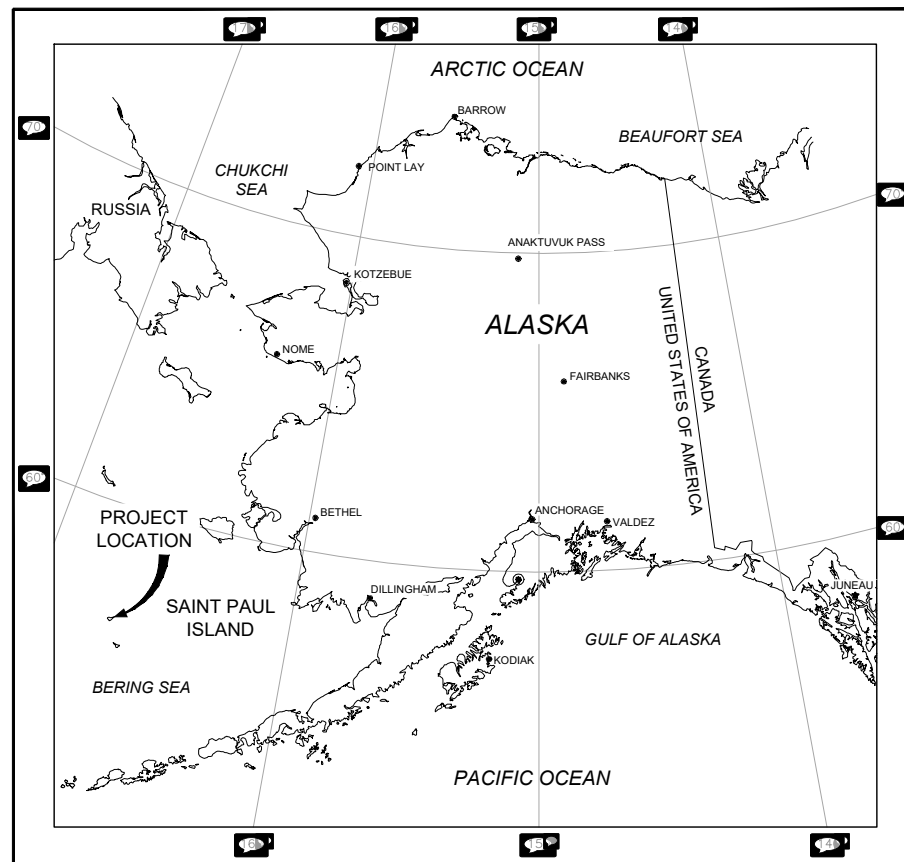 ARCTIC OCEAN
BARROW
BEAUFORT SEA
CHUKCHI
SEA
POINT LAY
70
70
RUSSIA
ANAKTUVUK PASS
KOTZEBUE
ALASKA
UNITED STATES OF AMERICA
CANADA
NOME
FAIRBANKS
60
60
PROJECT
LOCATION
BETHEL
ANCHORAGE
VALDEZ
SAINT PAUL
ISLAND
DILLINGHAM
JUNEAU
GULF OF ALASKA
KODIAK
BERING SEA
PACIFIC OCEAN